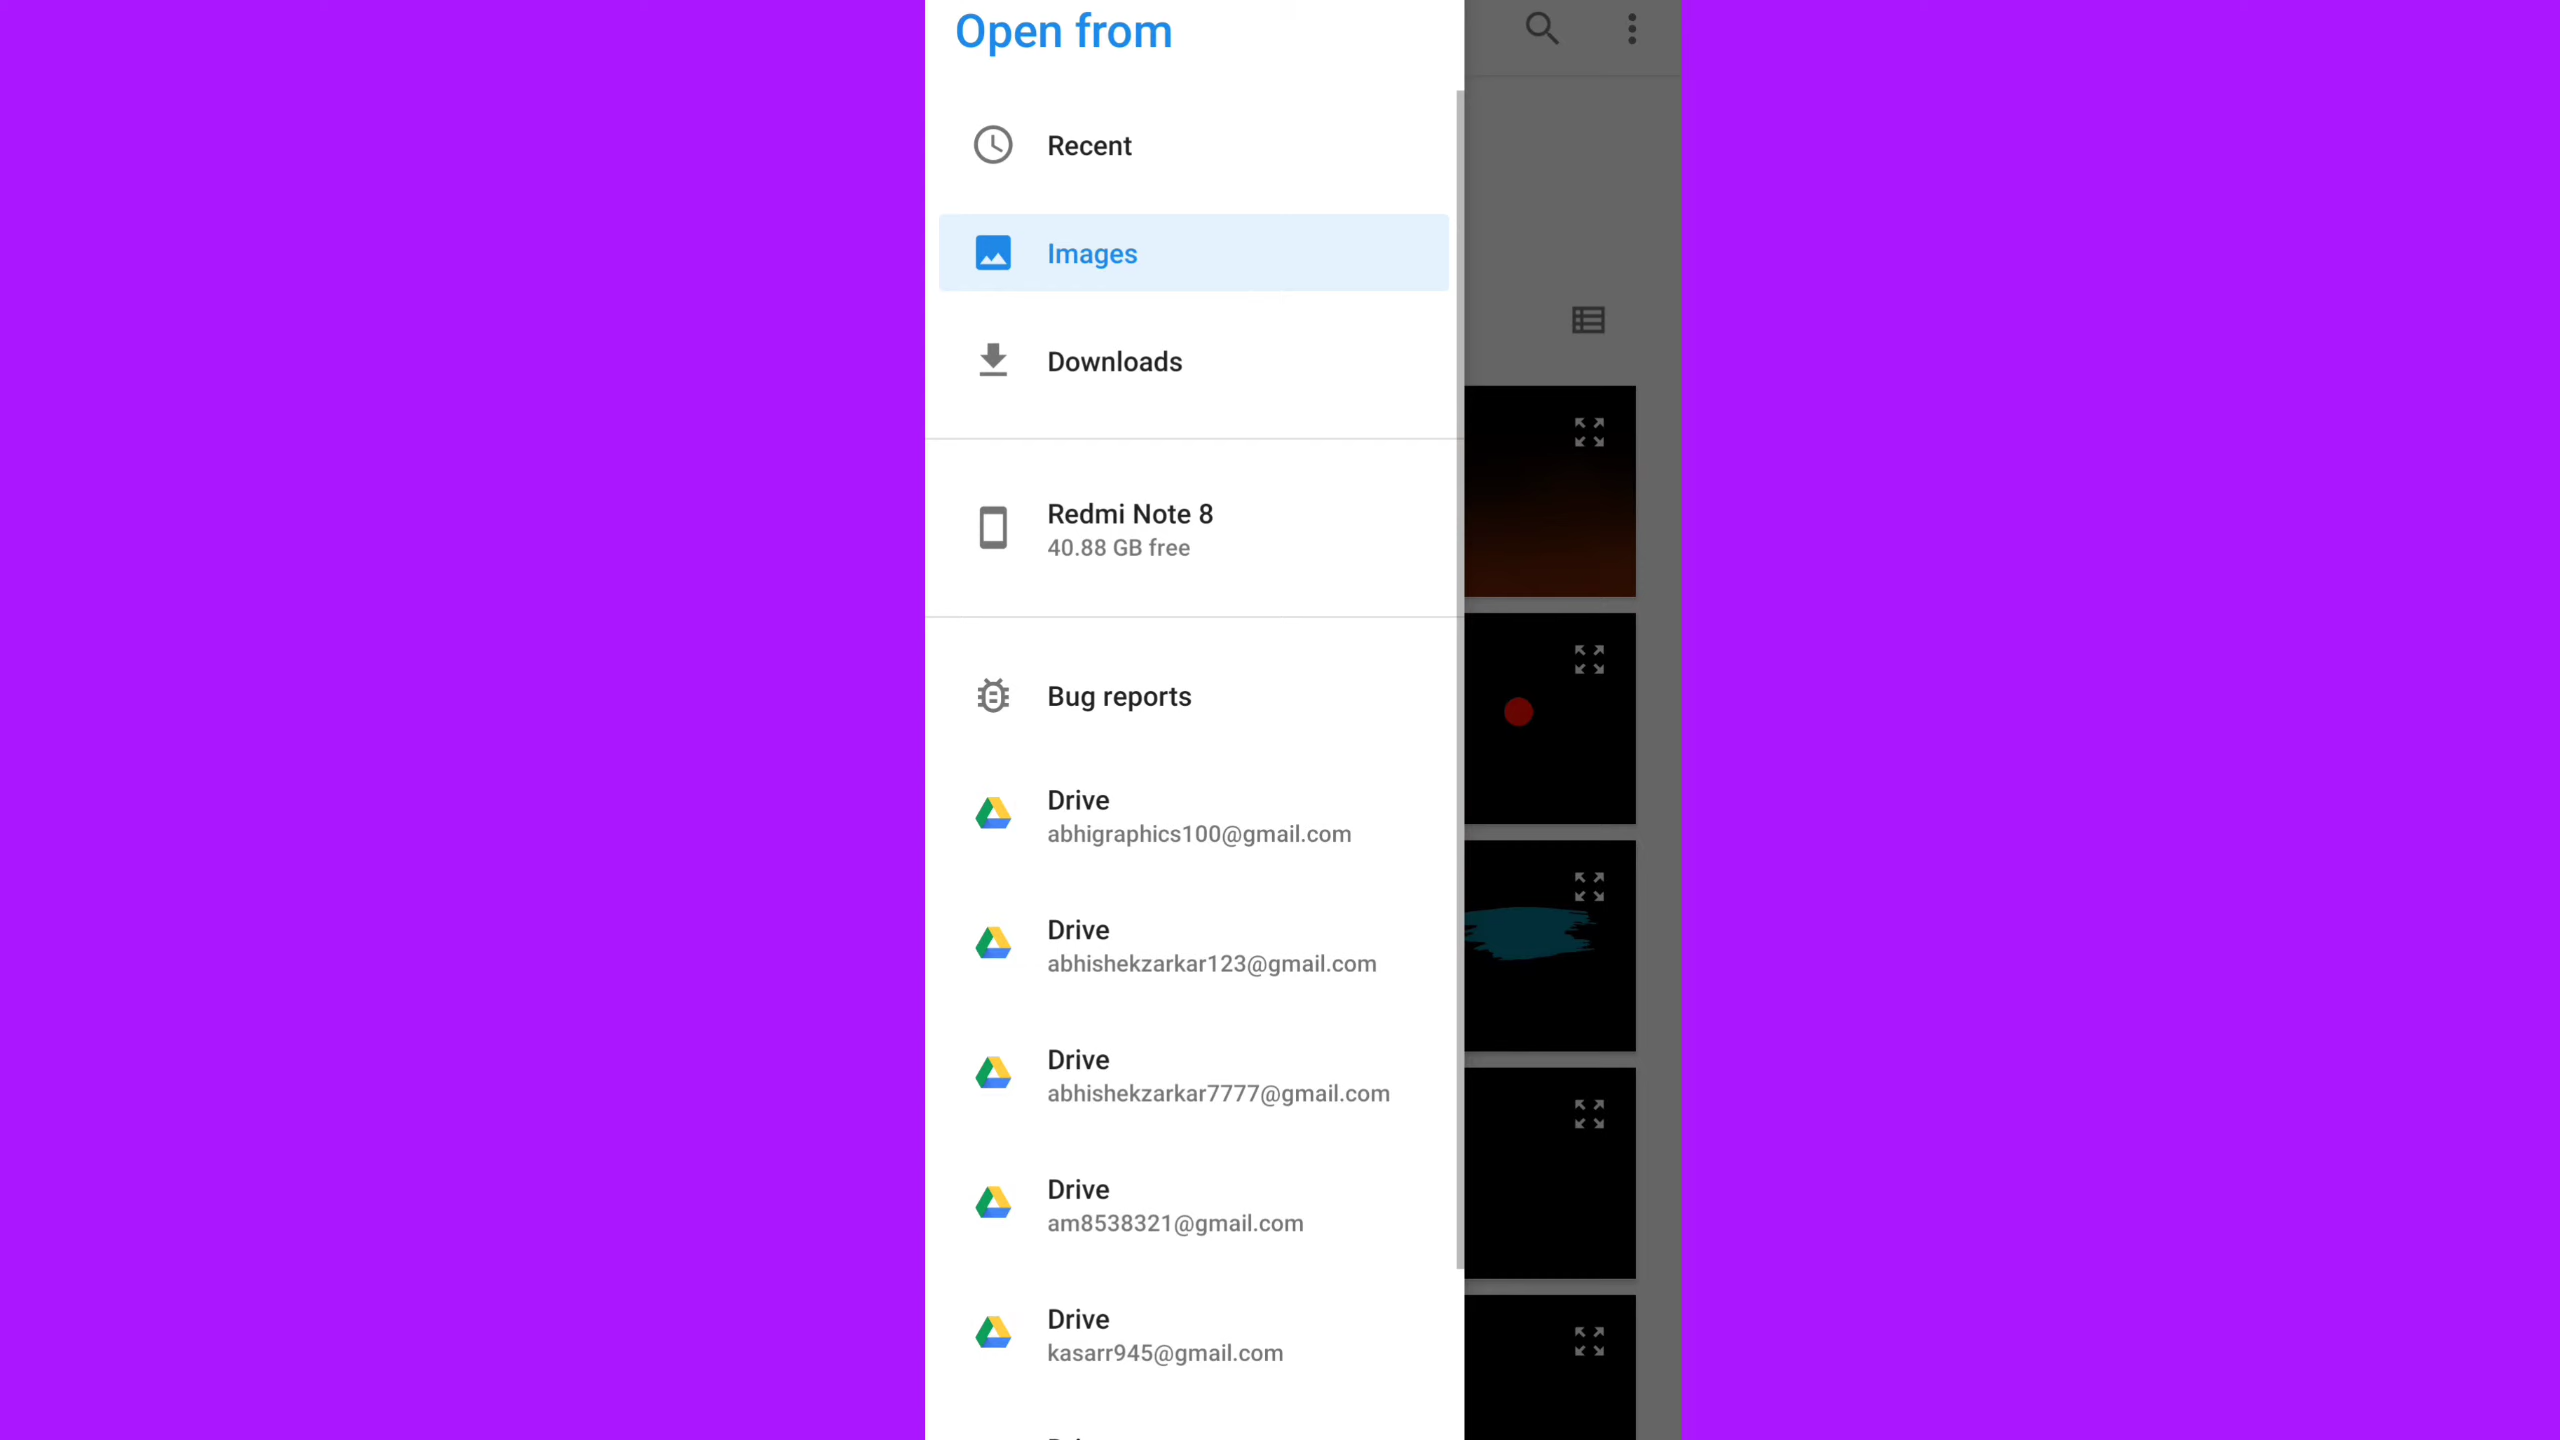 Open from
Recent
Images
Downloads
Redmi Note 8
40.88 GB free
Bug reports
Drive
abhigraphics100@gmail.com
Drive
abhishekzarkar123@gmail.com
Drive
abhishekzarkar7777@gmail.com
Drive
am8538321@gmail.com
Drive
kasarr945@gmail.com